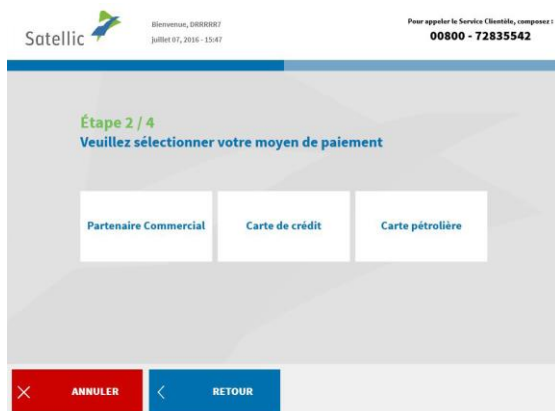 Satellic
Bienvenue, DRRRRR7
juillet 07, 2016 - 15:47
Pour appeler le Service Clientèle, composez :
00800 - 72835542
Étape 2 / 4
Veuillez sélectionner votre moyen de paiement
Partenaire Commercial
Carte de crédit
Carte pétrolière
ANNULER
RETOUR